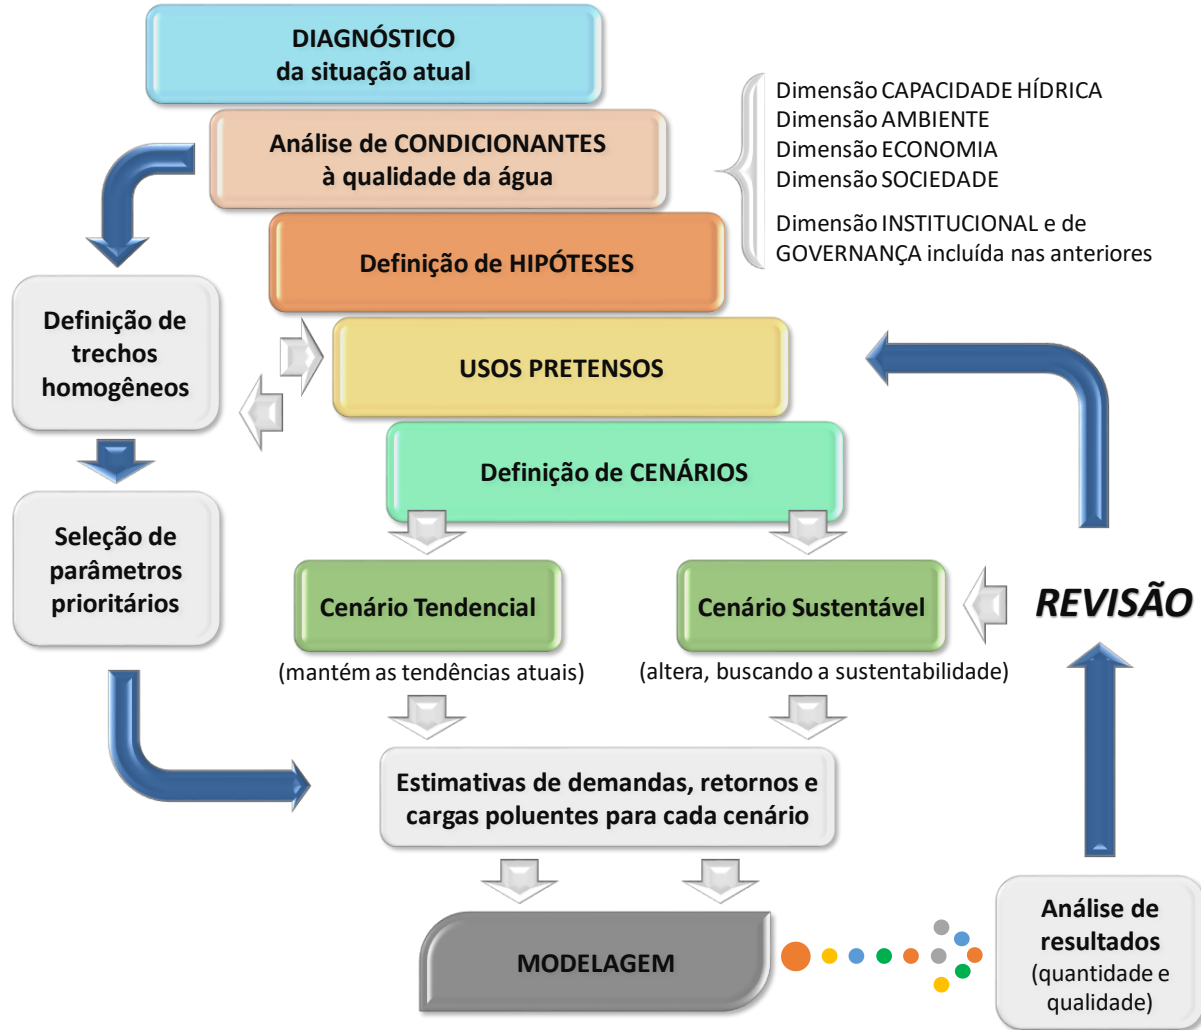 DIAGNÓSTICO
da situação atual
Análise de CONDICIONANTES
à qualidade da água
Dimensão CAPACIDADE HÍDRICA
Dimensão AMBIENTE
Dimensão ECONOMIA
Dimensão SOCIEDADE
Dimensão INSTITUCIONAL e de
GOVERNANÇA incluída nas anteriores
Definição de HIPÓTESES
Definição de
trechos
homogêneos
USOS PRETENSOS
Definição de CENÁRIOS
Seleção de
parâmetros
prioritários
Cenário Tendencial
(mantém as tendências atuais)
Cenário Sustentável
(altera, buscando a sustentabilidade)
REVISÃO
Estimativas de demandas, retornos e
cargas poluentes para cada cenário
MODELAGEM
Análise de
resultados
(quantidade e
qualidade)